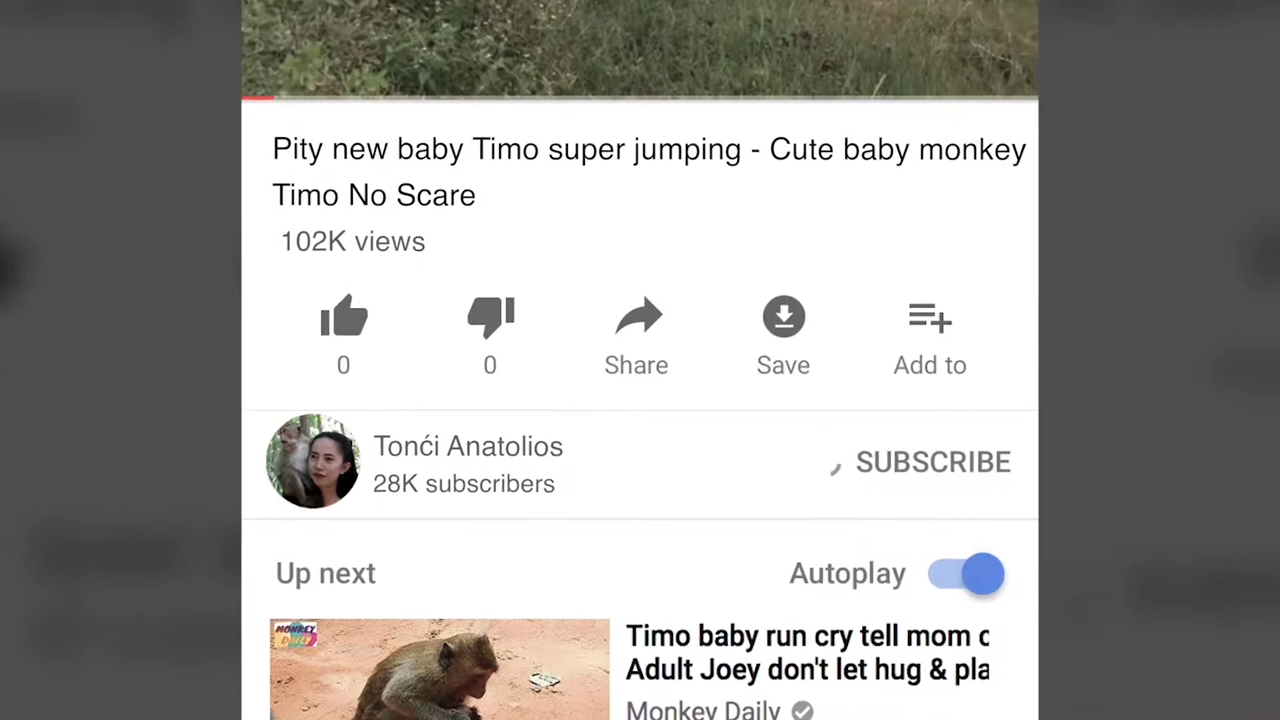 Pity new baby Timo super jumping - Cute baby monkey
Timo No Scare
102K views
0
0
Share
Save
Add to
Tonći Anatolios
28K subscribers
SUBSCRIBE
Up next
Autoplay
MONKEY
DAILY
Timo baby run cry tell mom
Adult Joey don't let hug & pla
Monkey Daily